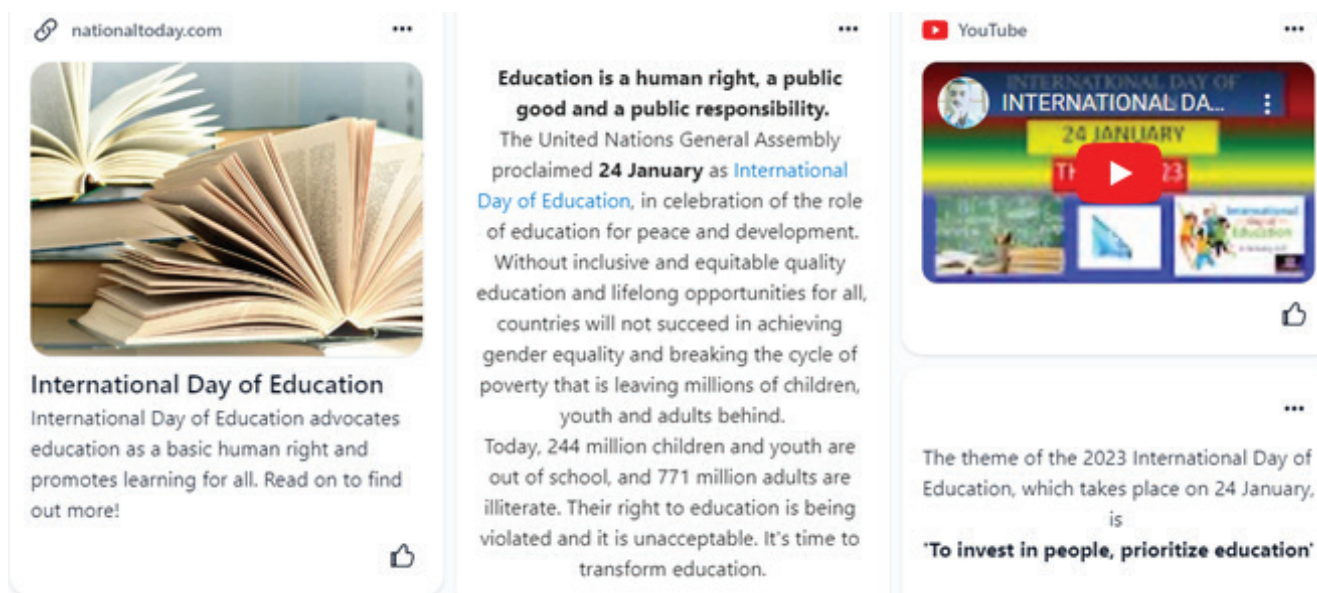 nationaltoday.com
International Day of Education
International Day of Education advocates
education as a basic human right and
promotes learning for all. Read on to find
out more!
Education is a human right, a public
good and a public responsibility.
The United Nations General Assembly
proclaimed 24 January as International
Day of Education, in celebration of the role
of education for peace and development.
Without inclusive and equitable quality
education and lifelong opportunities for all,
countries will not succeed in achieving
gender equality and breaking the cycle of
poverty that is leaving millions of children,
youth and adults behind.
Today, 244 million children and youth are
out of school, and 771 million adults are
illiterate. Their right to education is being
violated and it is unacceptable. It's time to
transform education.
YouTube
INTERNATIONAL DAY OF
INTERNATIONAL DA...
24 JANUARY
23
International
Day of
Education
The theme of the 2023 International Day of
Education, which takes place on 24 January,
is
"To invest in people, prioritize education"